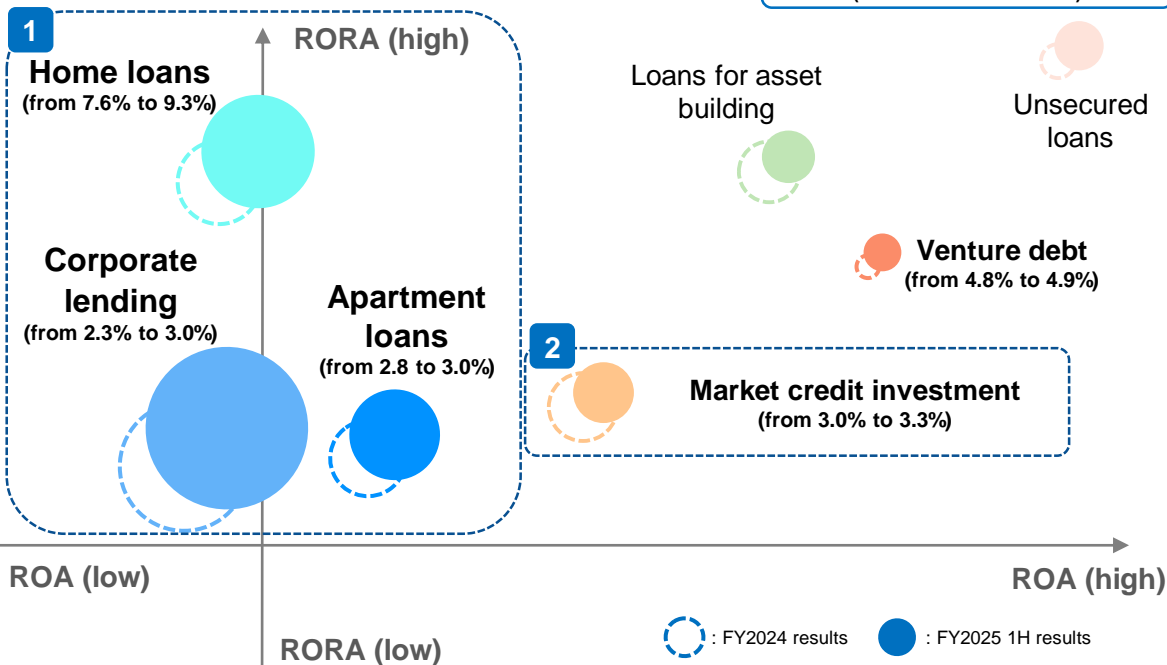 1
RORA (high)
Home loans
(from 7.6% to 9.3%)
Loans for asset
building
Unsecured
loans
Corporate
lending
(from 2.3% to 3.0%)
Apartment
loans
(from 2.8 to 3.0%)
Venture debt
(from 4.8% to 4.9%)
2
Market credit investment
(from 3.0% to 3.3%)
ROA (low)
ROA (high)
RORA (low)
: FY2024 results
: FY2025 1H results